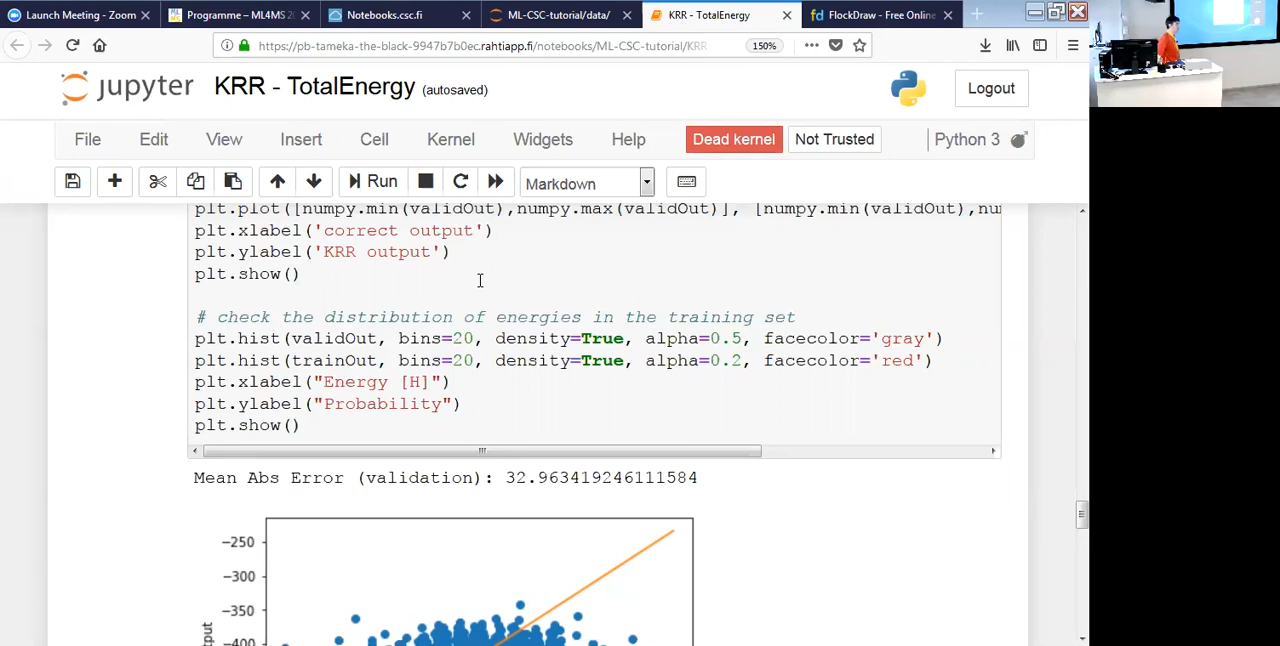 Launch Meeting - Zoom
Programme – ML4MS 20
Notebooks.csc.fi
ML-CSC-tutorial/data/
KRR - TotalEnergy
FlockDraw - Free Online
https://pb-tameka-the-black-9947b7b0ec.rahtiapp.fi/notebooks/ML-CSC-tutorial/KRR
150%
jupyter KRR - TotalEnergy (autosaved)
Logout
File Edit View Insert Cell Kernel Widgets Help Dead kernel Not Trusted Python 3
Run Markdown
plt.plot([numpy.min(validOut),numpy.max(validOut)], [numpy.min(validOut),num
plt.xlabel('correct output')
plt.ylabel('KRR output')
plt.show()
# check the distribution of energies in the training set
plt.hist(validOut, bins=20, density=True, alpha=0.5, facecolor='gray')
plt.hist(trainOut, bins=20, density=True, alpha=0.2, facecolor='red')
plt.xlabel("Energy [H]")
plt.ylabel("Probability")
plt.show()
Mean Abs Error (validation): 32.963419246111584
−250
−300
−350
−400